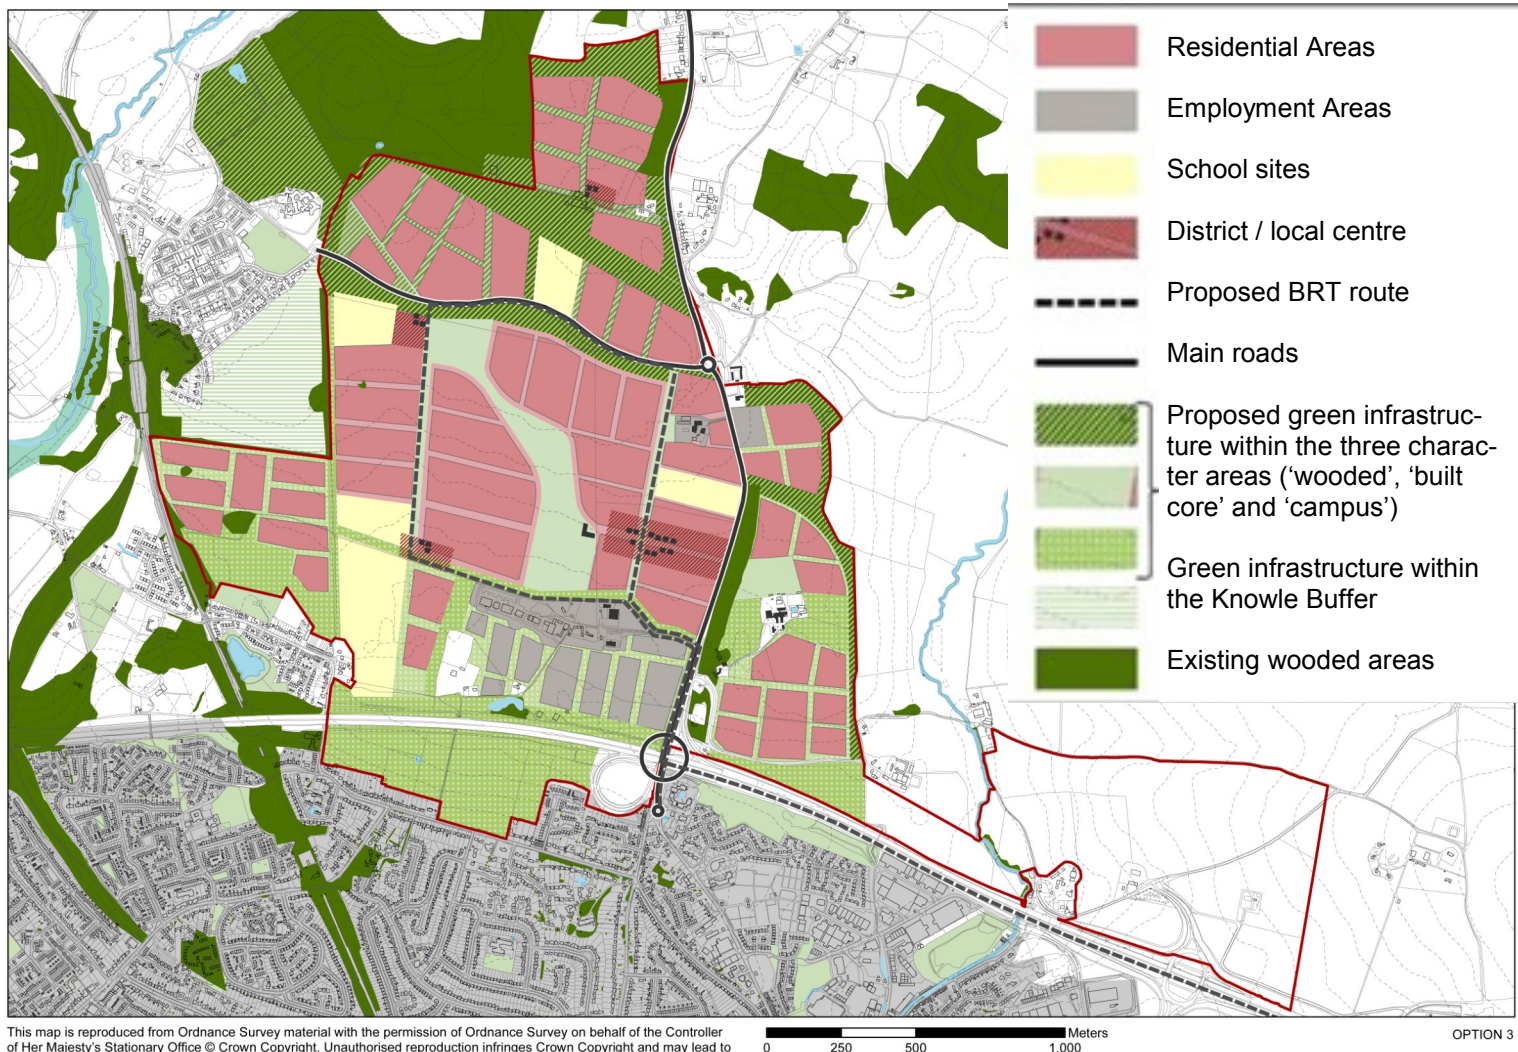 Residential Areas
Employment Areas
School sites
District / local centre
Proposed BRT route
Main roads
Proposed green infrastruc-
ture within the three charac-
ter areas (‘wooded’, ‘built
core’ and ‘campus’)
Green infrastructure within
the Knowle Buffer
Existing wooded areas
This map is reproduced from Ordnance Survey material with the permission of Ordnance Survey on behalf of the Controller
of Her Majesty's Stationary Office © Crown Copyright. Unauthorised reproduction infringes Crown Copyright and may lead to
Meters
0 250 500 1,000
OPTION 3